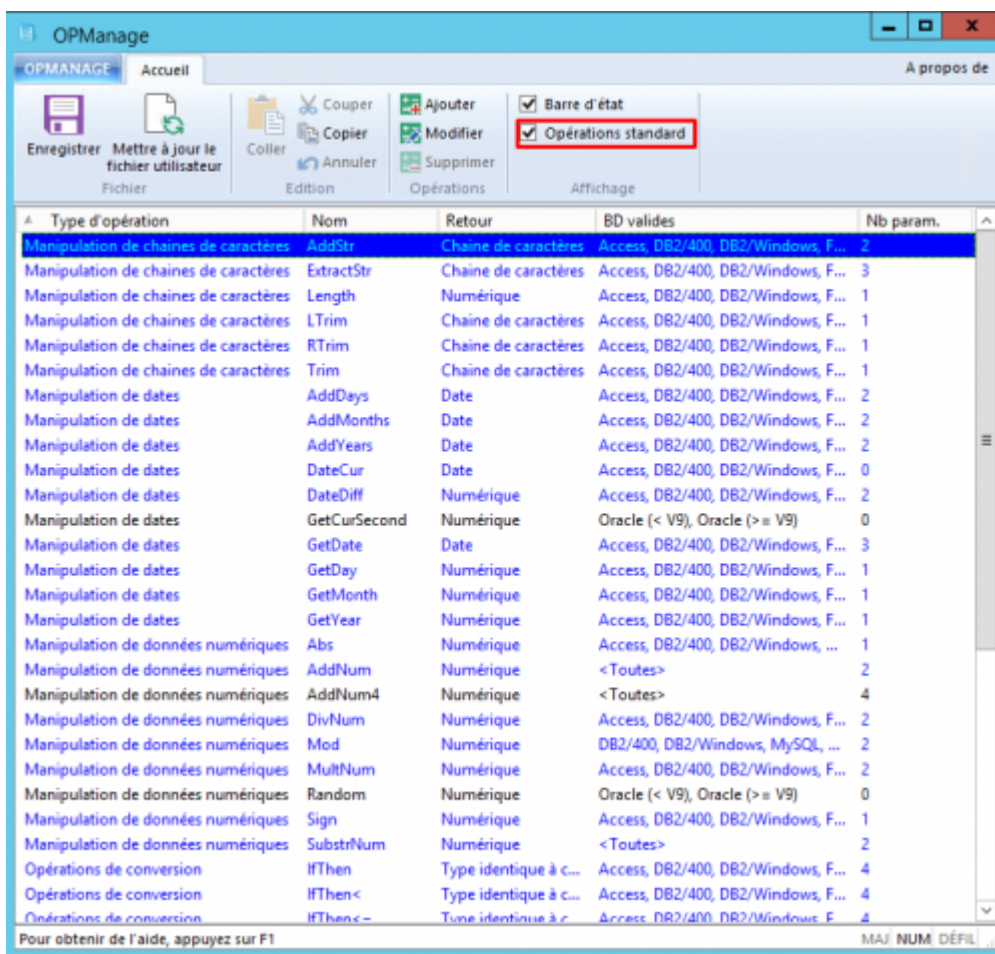 OPManage
OPMANAGE Accueil A propos de
Enregistrer Mettre à jour le fichier utilisateur
Fichier
Coller Couper Copier Annuler
Edition
Ajouter Modifier Supprimer
Opérations
Barre d'état
Opérations standard
Affichage
Type d'opération Nom Retour BD valides Nb param.
Manipulation de chaines de caractères AddStr Chaine de caractères Access, DB2/400, DB2/Windows, F... 2
Manipulation de chaines de caractères ExtractStr Chaine de caractères Access, DB2/400, DB2/Windows, F... 3
Manipulation de chaines de caractères Length Numérique Access, DB2/400, DB2/Windows, F... 1
Manipulation de chaines de caractères LTrim Chaine de caractères Access, DB2/400, DB2/Windows, F... 1
Manipulation de chaines de caractères RTrim Chaine de caractères Access, DB2/400, DB2/Windows, F... 1
Manipulation de chaines de caractères Trim Chaine de caractères Access, DB2/400, DB2/Windows, F... 1
Manipulation de dates AddDays Date Access, DB2/400, DB2/Windows, F... 2
Manipulation de dates AddMonths Date Access, DB2/400, DB2/Windows, F... 2
Manipulation de dates AddYears Date Access, DB2/400, DB2/Windows, F... 2
Manipulation de dates DateCur Date Access, DB2/400, DB2/Windows, F... 0
Manipulation de dates DateDiff Numérique Access, DB2/400, DB2/Windows, F... 2
Manipulation de dates GetCurSecond Numérique Oracle (< V9), Oracle (>= V9) 0
Manipulation de dates GetDate Date Access, DB2/400, DB2/Windows, F... 3
Manipulation de dates GetDay Numérique Access, DB2/400, DB2/Windows, F... 1
Manipulation de dates GetMonth Numérique Access, DB2/400, DB2/Windows, F... 1
Manipulation de dates GetYear Numérique Access, DB2/400, DB2/Windows, F... 1
Manipulation de données numériques Abs Numérique Access, DB2/400, DB2/Windows, ... 1
Manipulation de données numériques AddNum Numérique <Toutes> 2
Manipulation de données numériques AddNum4 Numérique <Toutes> 4
Manipulation de données numériques DivNum Numérique Access, DB2/400, DB2/Windows, F... 2
Manipulation de données numériques Mod Numérique DB2/400, DB2/Windows, MySQL, ... 2
Manipulation de données numériques MultNum Numérique Access, DB2/400, DB2/Windows, F... 2
Manipulation de données numériques Random Numérique Oracle (< V9), Oracle (>= V9) 0
Manipulation de données numériques Sign Numérique Access, DB2/400, DB2/Windows, F... 1
Manipulation de données numériques SubstrNum Numérique <Toutes> 2
Opérations de conversion IfThen Type identique à c... Access, DB2/400, DB2/Windows, F... 4
Opérations de conversion IfThen< Type identique à c... Access, DB2/400, DB2/Windows, F... 4
Opérations de conversion IfThen<= Type identique à c... Access, DB2/400, DB2/Windows, F... 4
Pour obtenir de l'aide, appuyez sur F1 MAJ NUM DÉFIL